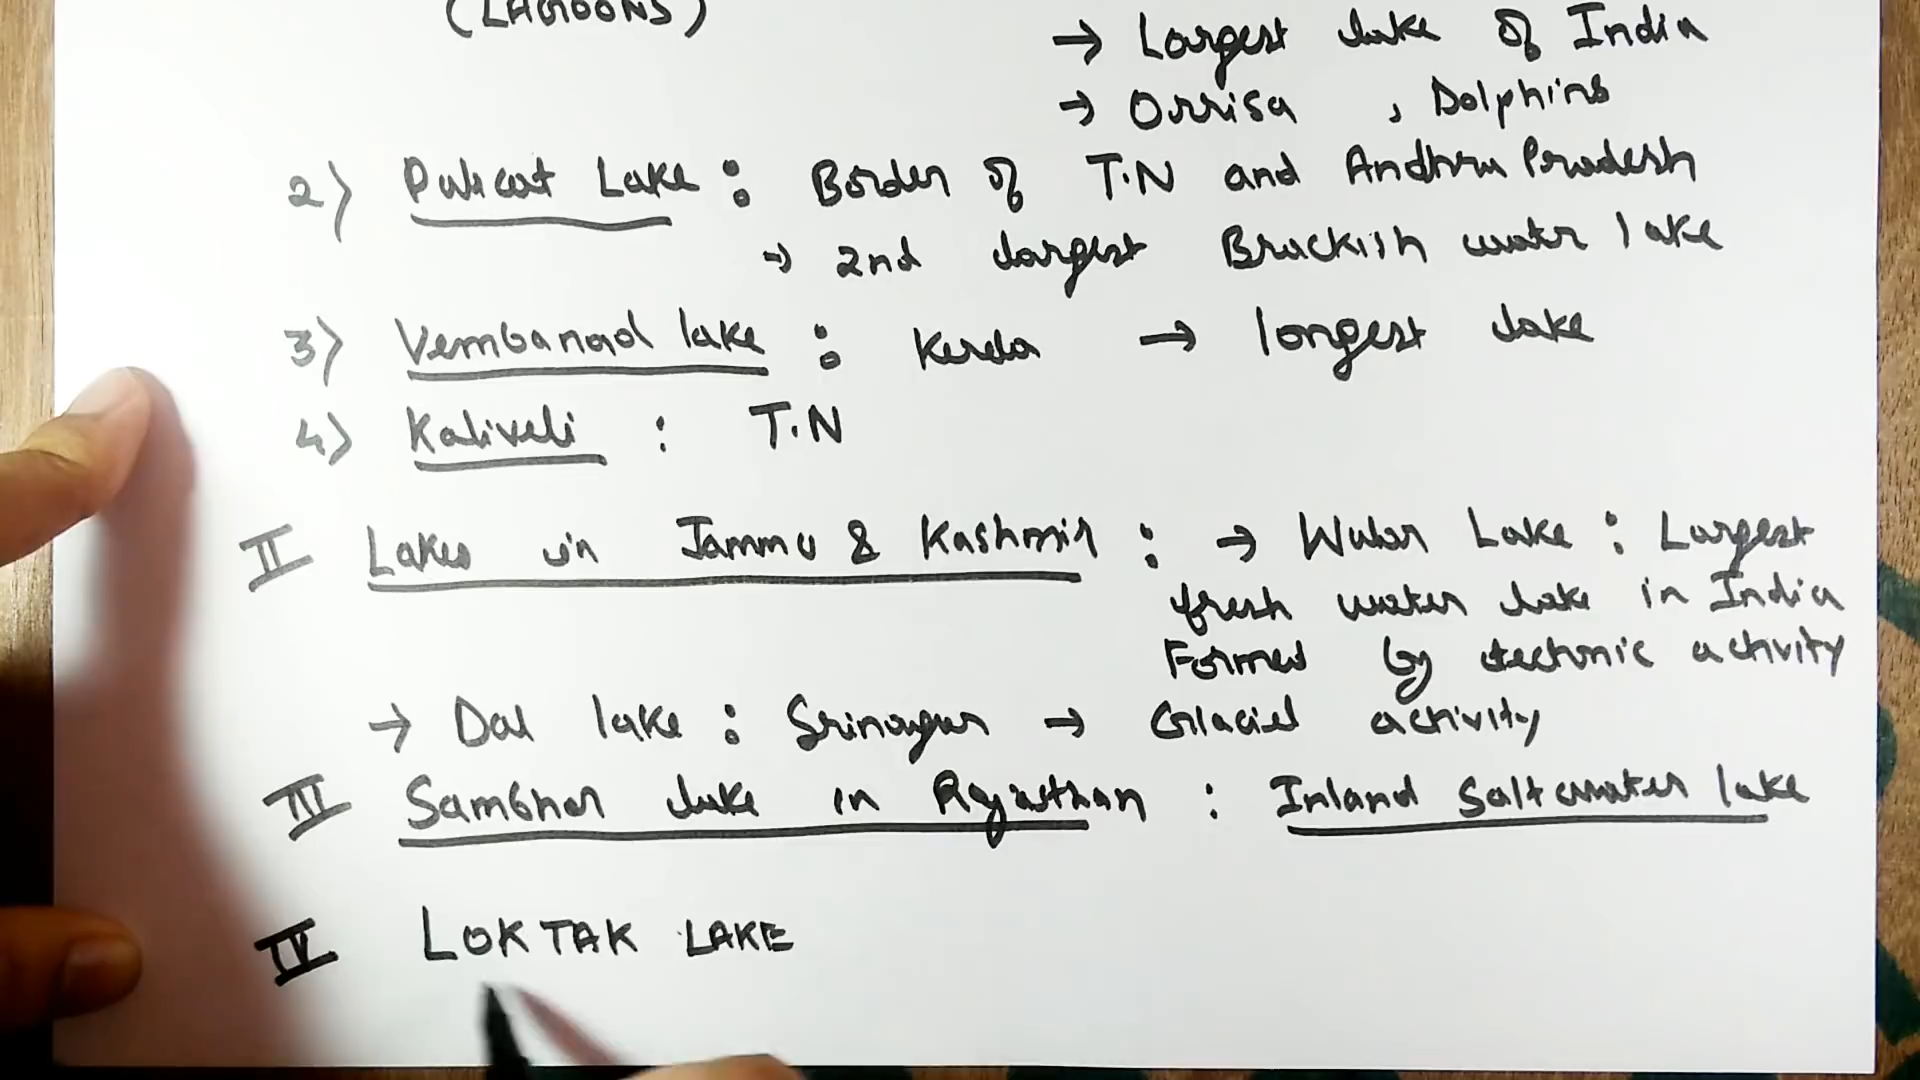 (LAGOONS)
→ Largest lake of India
→ Orrisa , Dolphins
2) Pulicat Lake : Border of T.N and Andhra Pradesh
→ 2nd largest Brackish water lake
3) Vembanad lake : Kerala → longest lake
4) Kaliveli : T.N
II Lakes in Jammu & Kashmir : → Wular Lake : Largest
fresh water lake in India
Formed by tectonic activity
→ Dal lake : Srinagar → Glacial activity
III Sambhar lake in Rajasthan : Inland Saltwater lake
IV LOKTAK LAKE